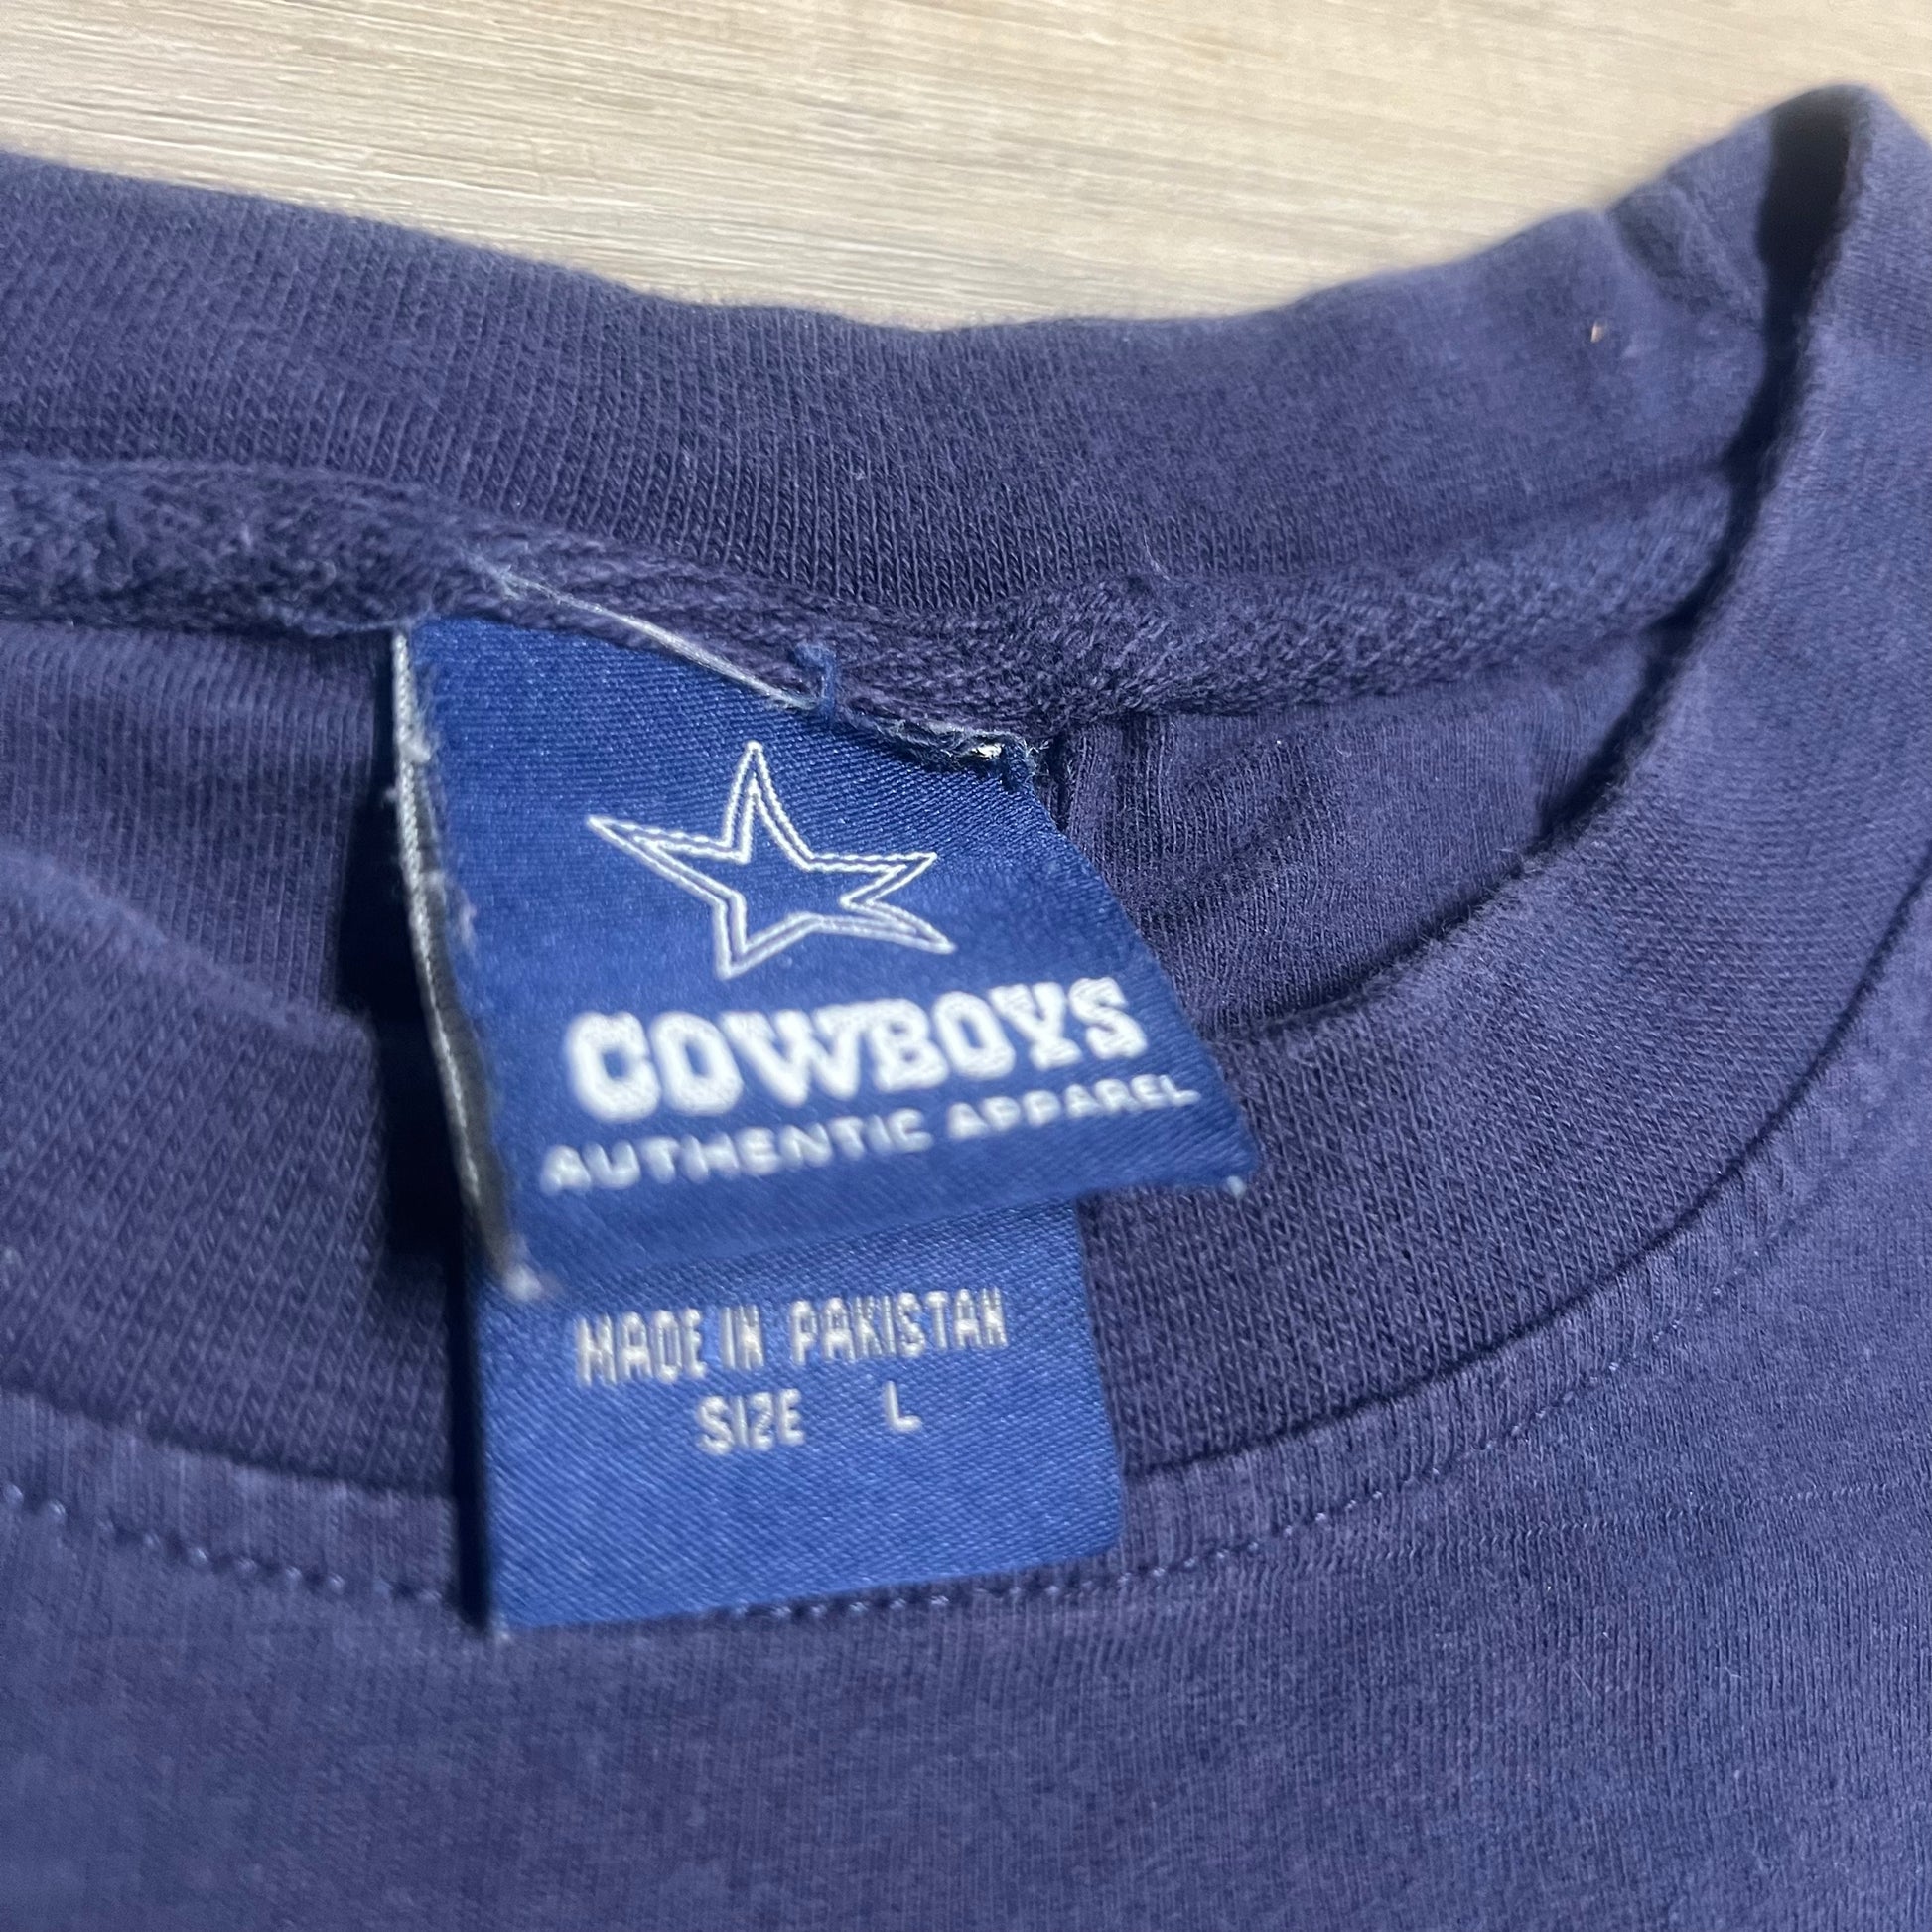 COWBOYS
AUTHENTIC APPAREL
MADE IN PAKISTAN
SIZE L